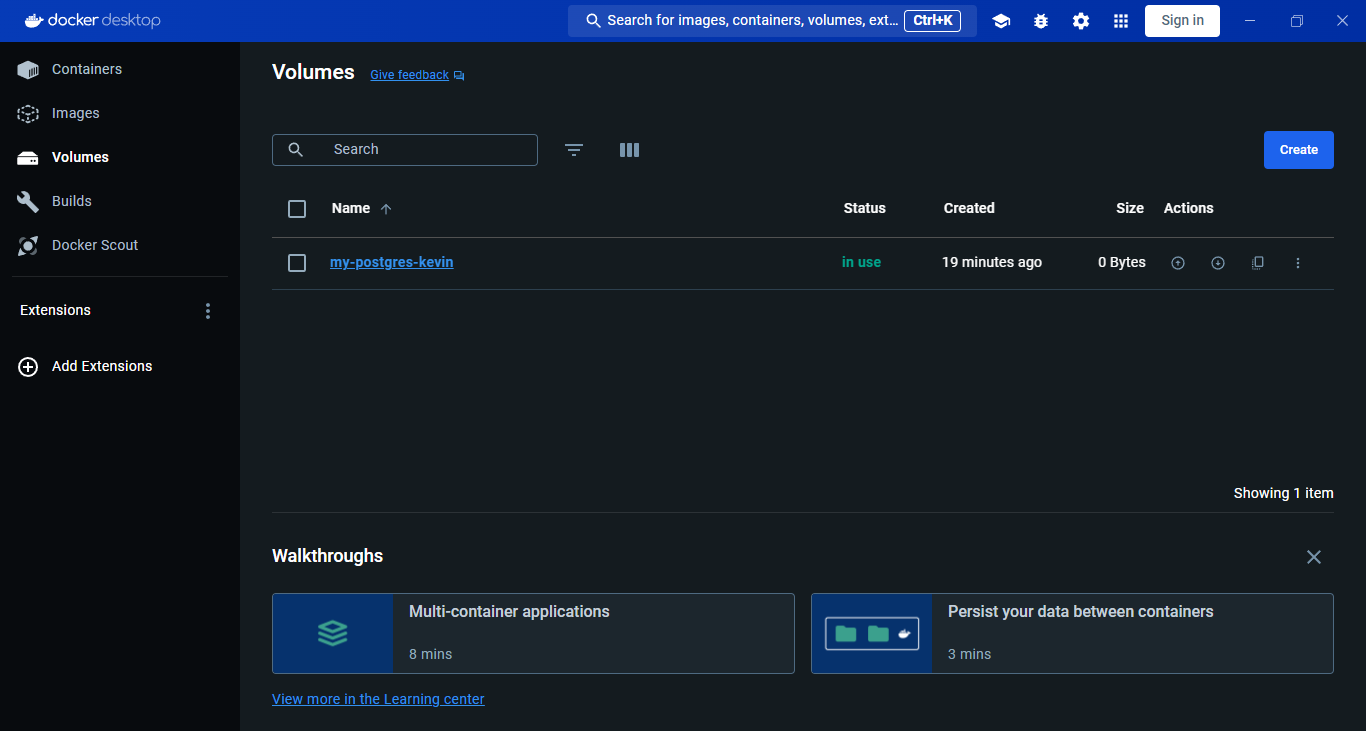 docker desktop
Search for images, containers, volumes, ext... Ctrl+K
Sign in
Containers
Images
Volumes
Builds
Docker Scout
Extensions
Add Extensions
Volumes Give feedback
Search
Create
Name Status Created Size Actions
my-postgres-kevin in use 19 minutes ago 0 Bytes
Showing 1 item
Walkthroughs
Multi-container applications
8 mins
Persist your data between containers
3 mins
View more in the Learning center